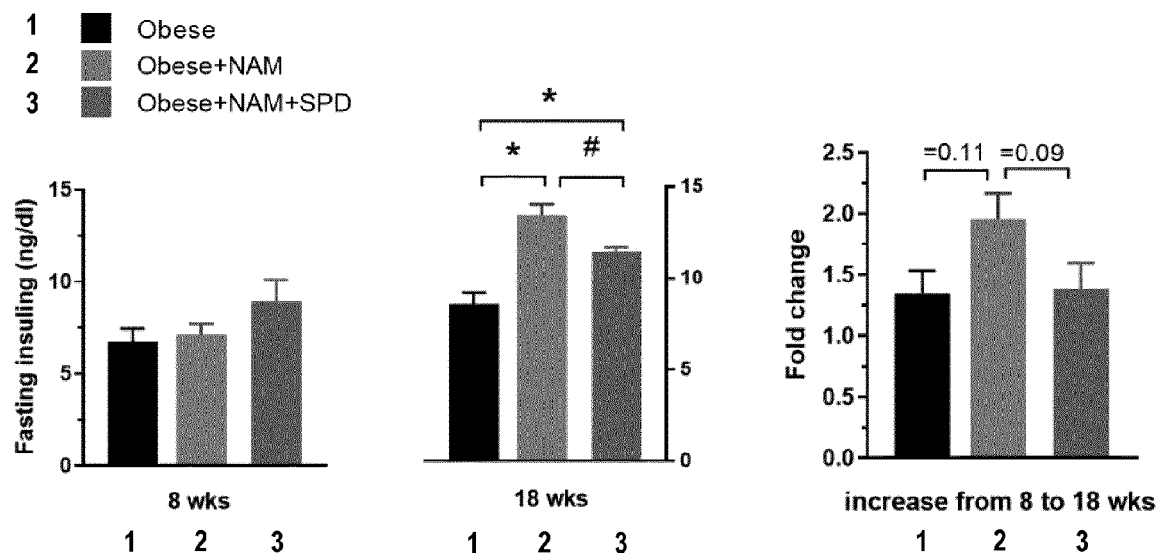 1 Obese
2 Obese+NAM
3 Obese+NAM+SPD
Fasting insuling (ng/dl)
15
10
5
0
8 wks
1 2 3
*
* #
15
10
5
0
18 wks
1 2 3
Fold change
2.5
2.0
1.5
1.0
0.5
0.0
=0.11 =0.09
increase from 8 to 18 wks
1 2 3